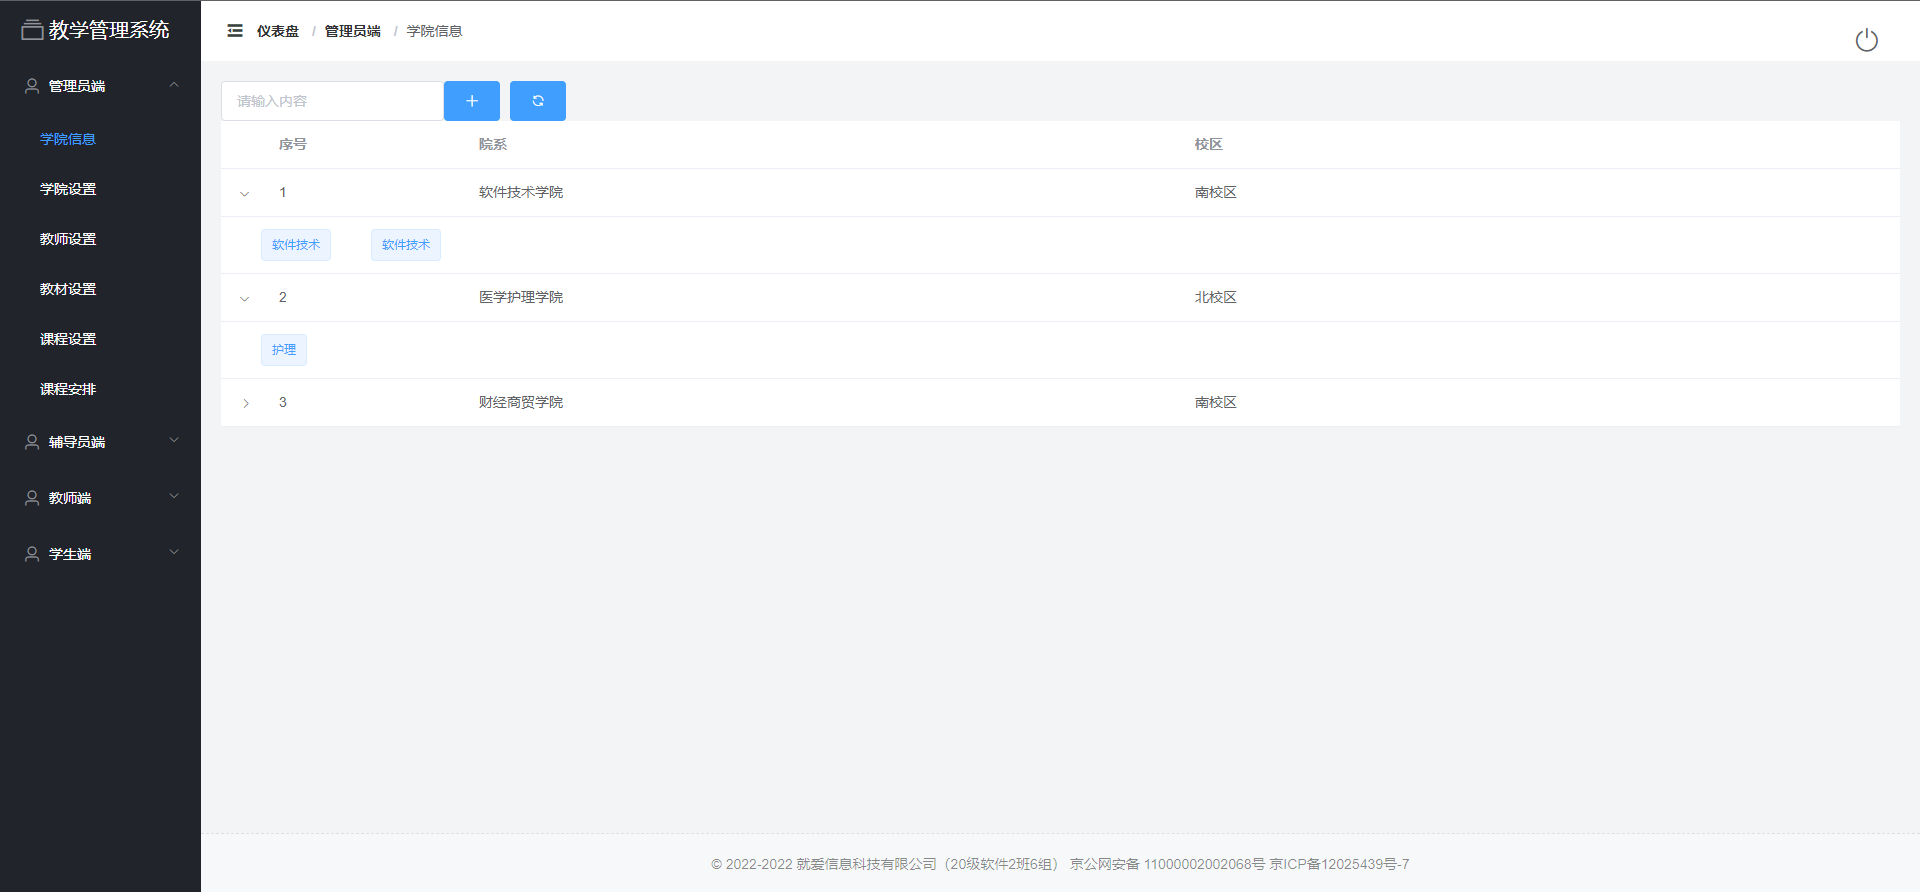 教学管理系统
管理员端
学院信息
学院设置
教师设置
教材设置
课程设置
课程安排
辅导员端
教师端
学生端
仪表盘 / 管理员端 / 学院信息
请输入内容
序号 院系 校区
1 软件技术学院 南校区
软件技术 软件技术
2 医学护理学院 北校区
护理
3 财经商贸学院 南校区
© 2022-2022 就爱信息科技有限公司（20级软件2班6组） 京公网安备 11000002002068号 京ICP备12025439号-7